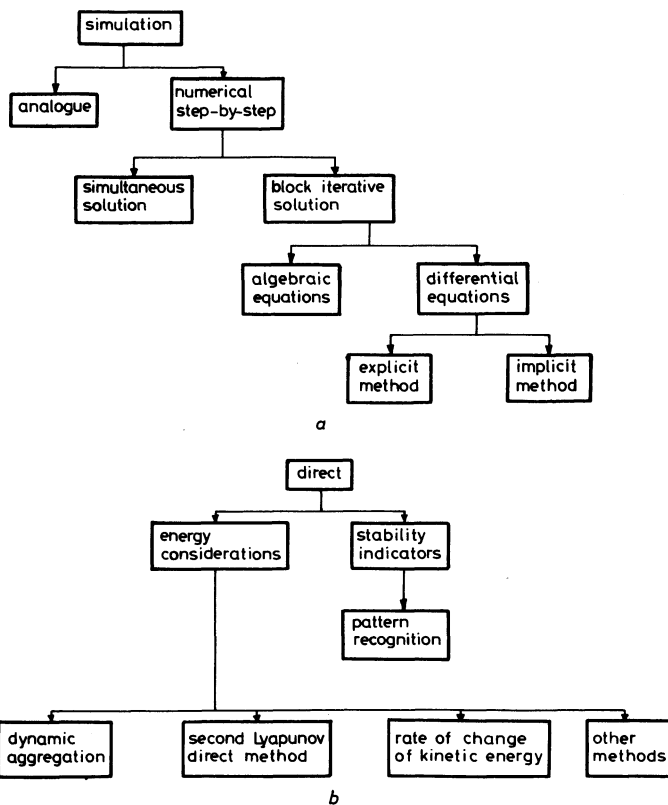 simulation
analogue
numerical
step-by-step
simultaneous
solution
block iterative
solution
algebraic
equations
differential
equations
explicit
method
implicit
method
a
direct
energy
considerations
stability
indicators
pattern
recognition
dynamic
aggregation
second Lyapunov
direct method
rate of change
of kinetic energy
other
methods
b